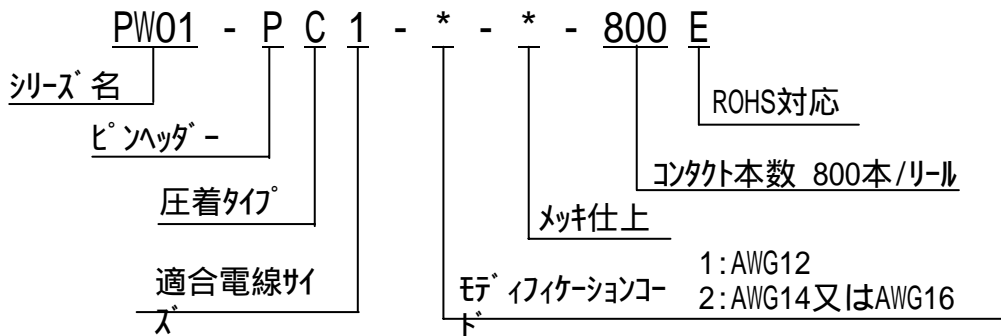 PW01 - P C 1 - * - * - 800 E
シリーズ名
ROHS対応
ピンヘッダー
コンタクト本数 800本/リール
圧着タイプ
メッキ仕上
適合電線サイ
ズ
モディフィケーションコー
ド
1:AWG12
2:AWG14又はAWG16